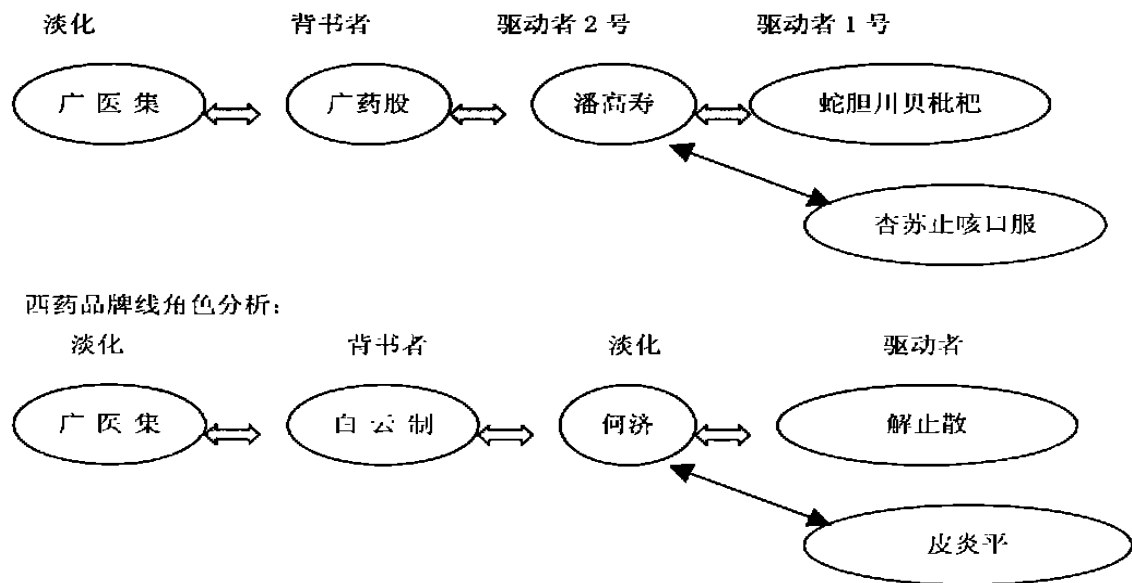 淡化 背书者 驱动者2号 驱动者1号
广医集 广药股 潘高寿 蛇胆川贝枇杷
杏苏止咳口服
西药品牌线角色分析:
淡化 背书者 淡化 驱动者
广医集 白云制 何济 解止散
皮炎平